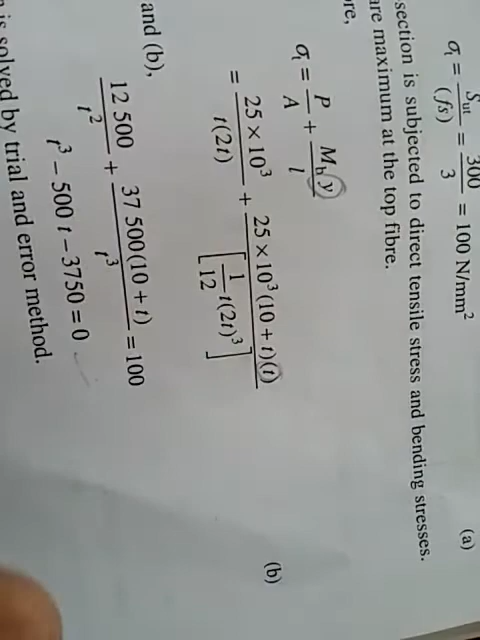 σt = Sut/(fs) = 300/3 = 100 N/mm² (a)
section is subjected to direct tensile stress and bending stresses.
are maximum at the top fibre.
σt = P/A + Mb y/I
= 25 × 10³/t(2t) + 25 × 10³(10 + t)(t)/[1/12 t(2t)³] (b)
and (b),
12 500/t² + 37 500(10 + t)/t³ = 100
t³ – 500 t – 3750 = 0
is solved by trial and error method.